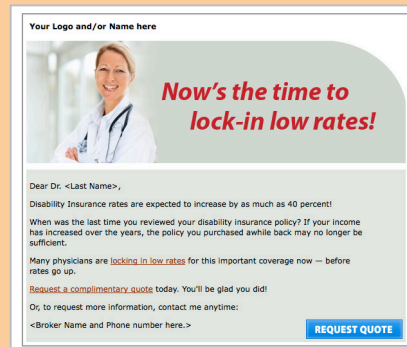 Your Logo and/or Name here
Now's the time to
lock-in low rates!
Dear Dr. <Last Name>,
Disability Insurance rates are expected to increase by as much as 40 percent!
When was the last time you reviewed your disability insurance policy? If your income
has increased over the years, the policy you purchased awhile back may no longer be
sufficient.
Many physicians are locking in low rates for this important coverage now — before
rates go up.
Request a complimentary quote today. You'll be glad you did!
Or, to request more information, contact me anytime:
<Broker Name and Phone number here.>
REQUEST QUOTE